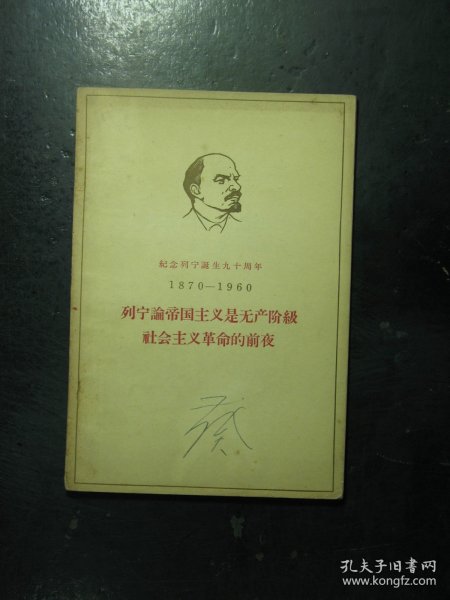 紀念列宁誕生九十周年
1870—1960
列宁論帝国主义是无产阶級
社会主义革命的前夜
孔夫子旧书网
www.kongfz.com